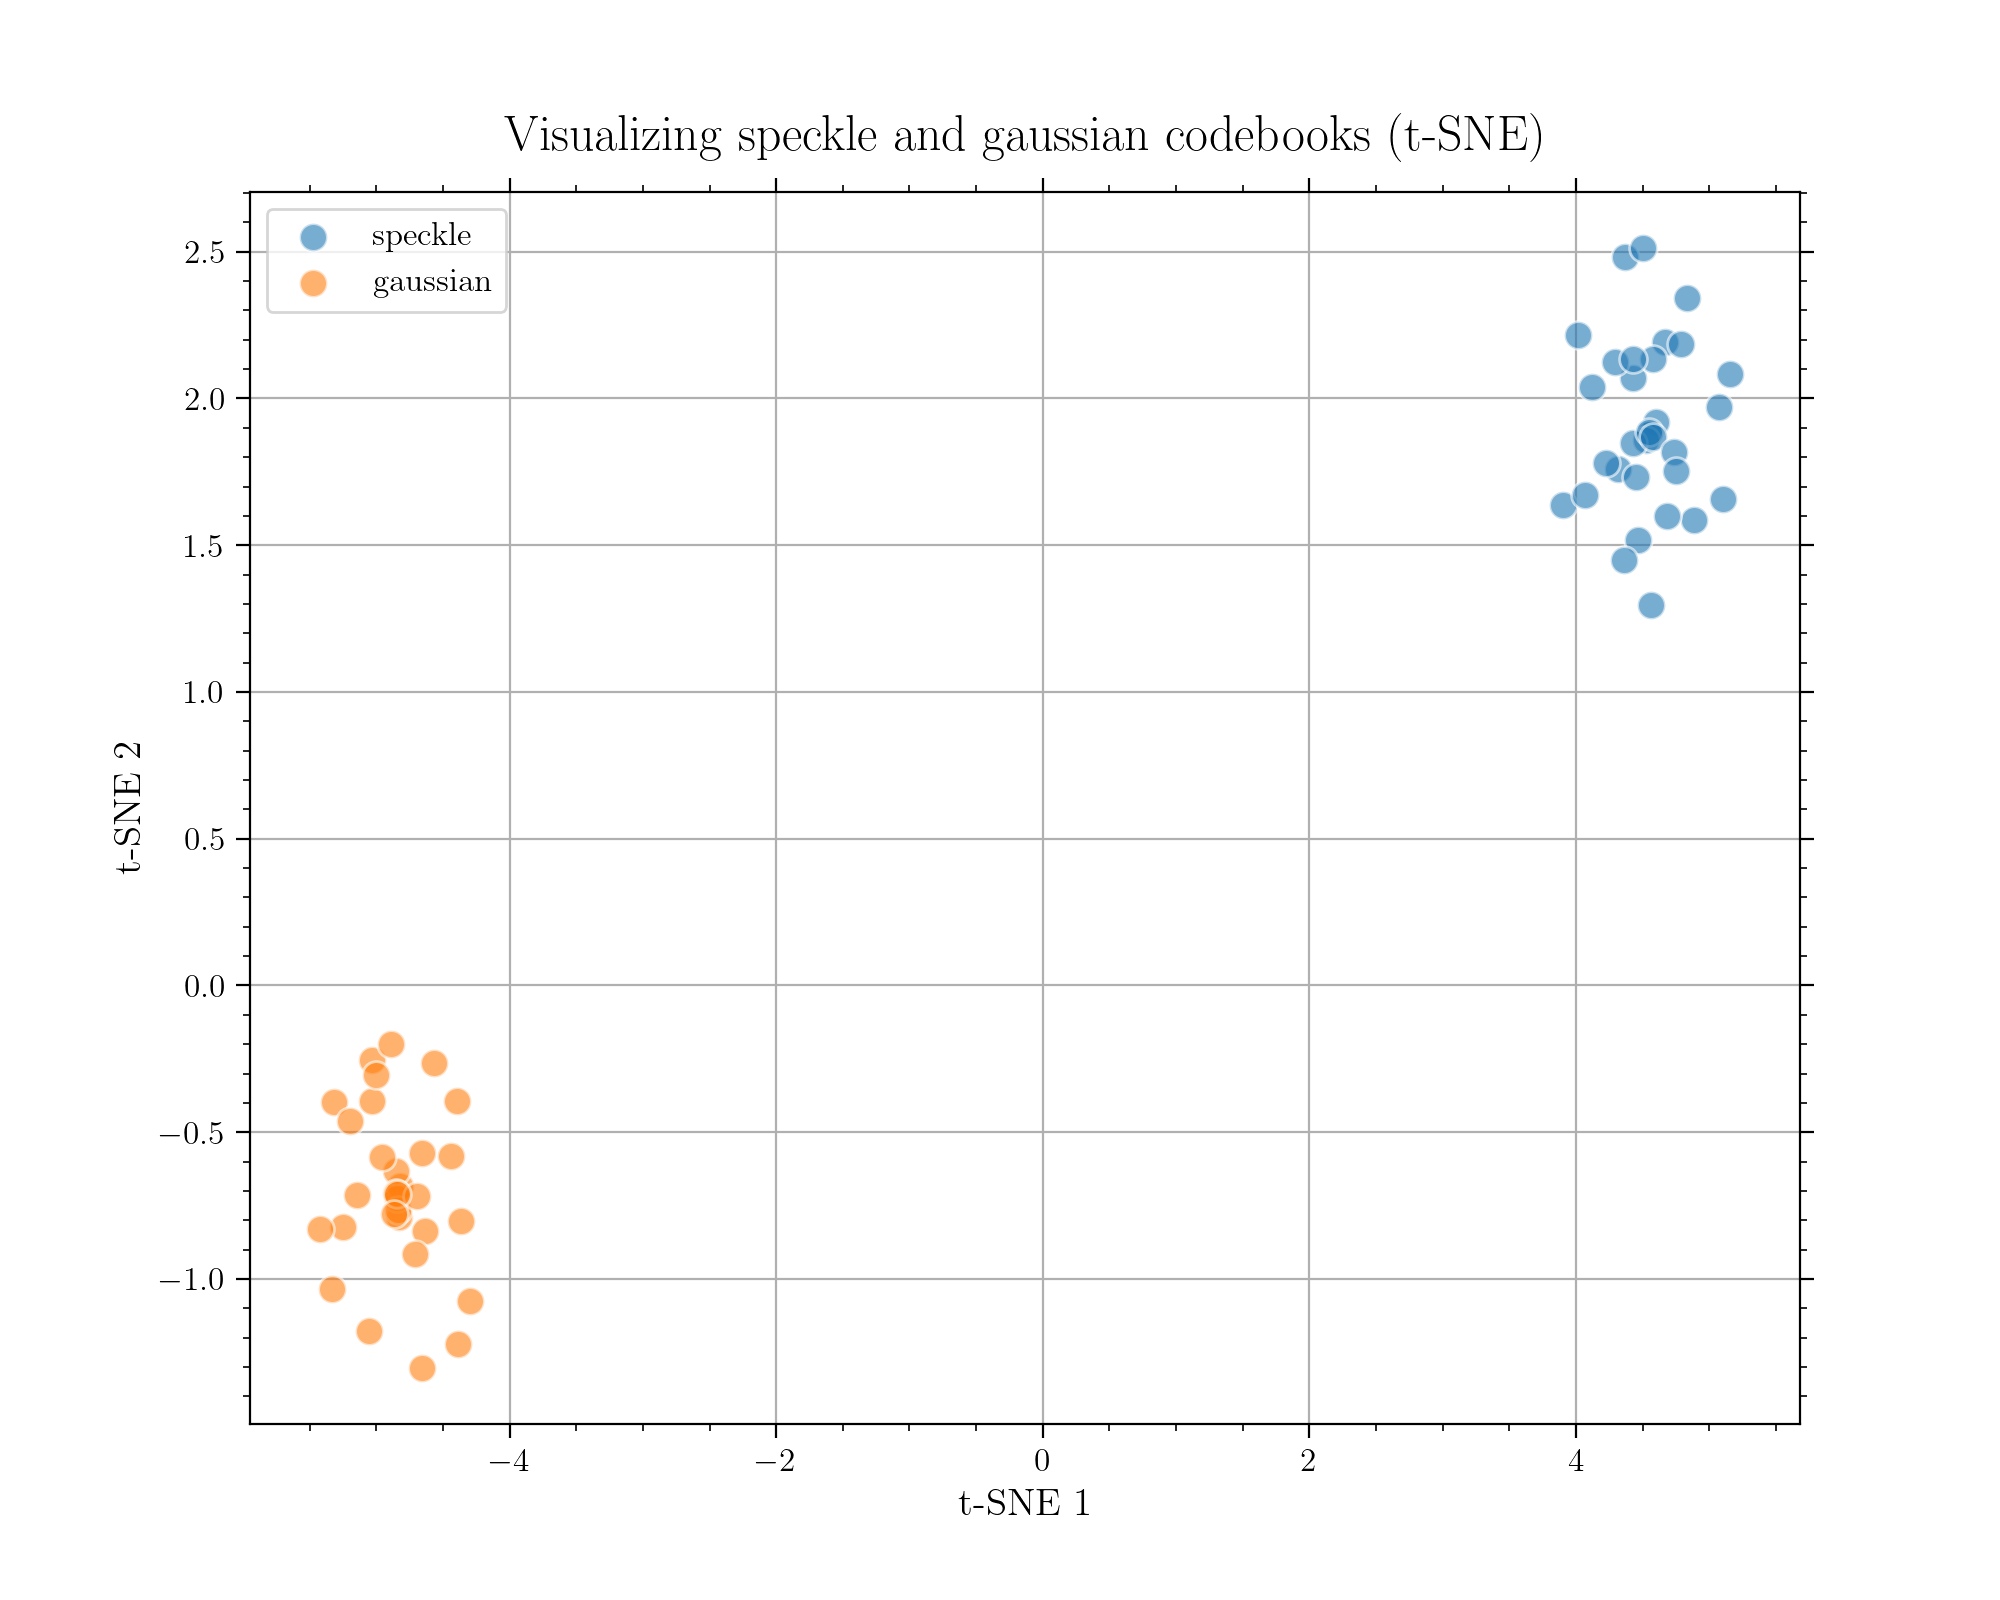 Visualizing speckle and gaussian codebooks (t-SNE)
speckle
gaussian
2.5
2.0
1.5
1.0
0.5
0.0
−0.5
−1.0
t-SNE 2
−4 −2 0 2 4
t-SNE 1